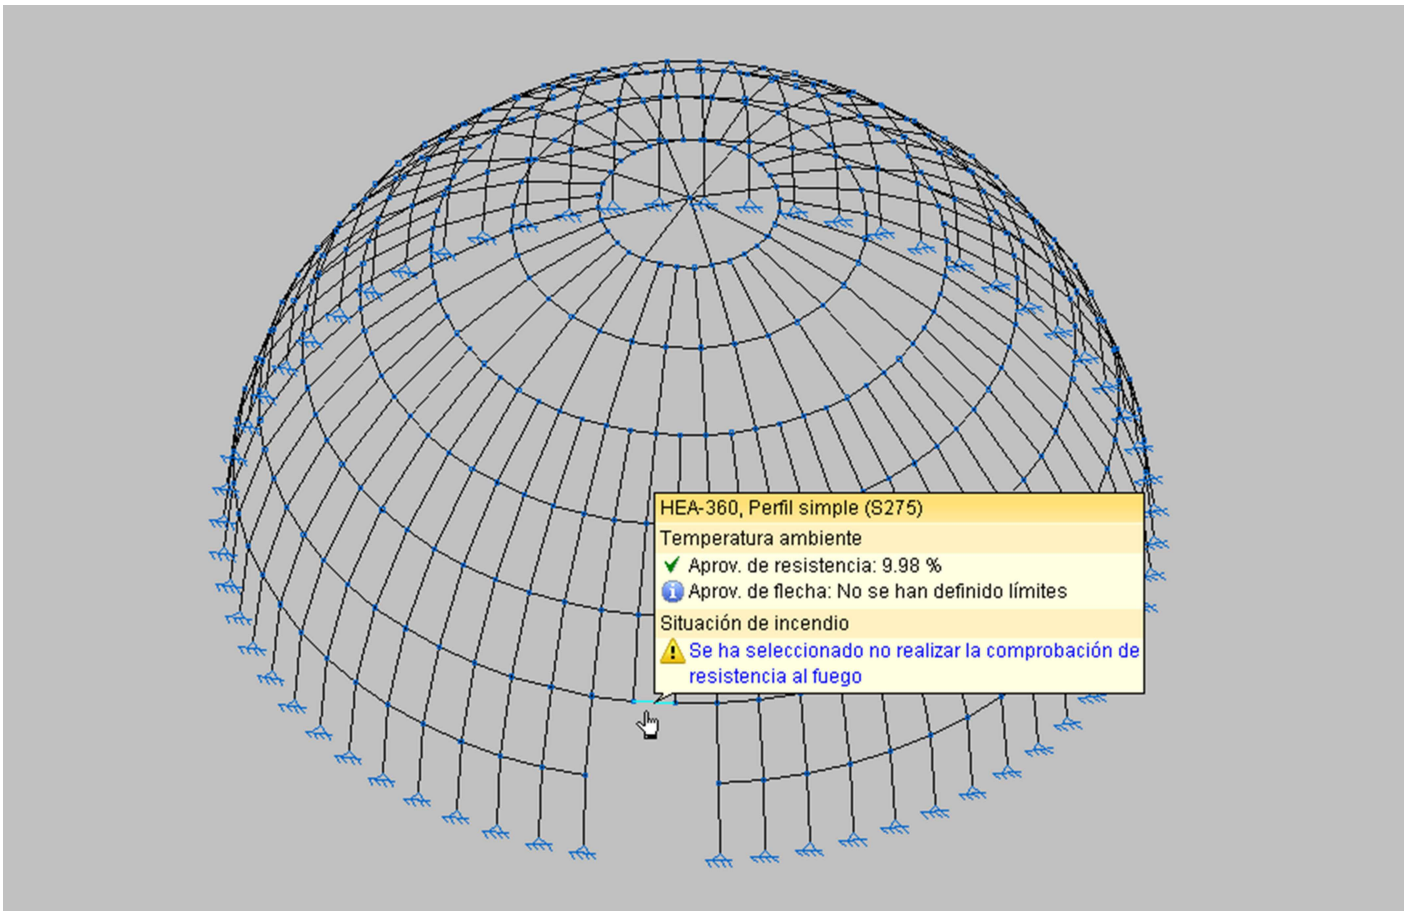 HEA-360, Perfil simple (S275)
Temperatura ambiente
Aprov. de resistencia: 9.98 %
Aprov. de flecha: No se han definido límites
Situación de incendio
Se ha seleccionado no realizar la comprobación de
resistencia al fuego